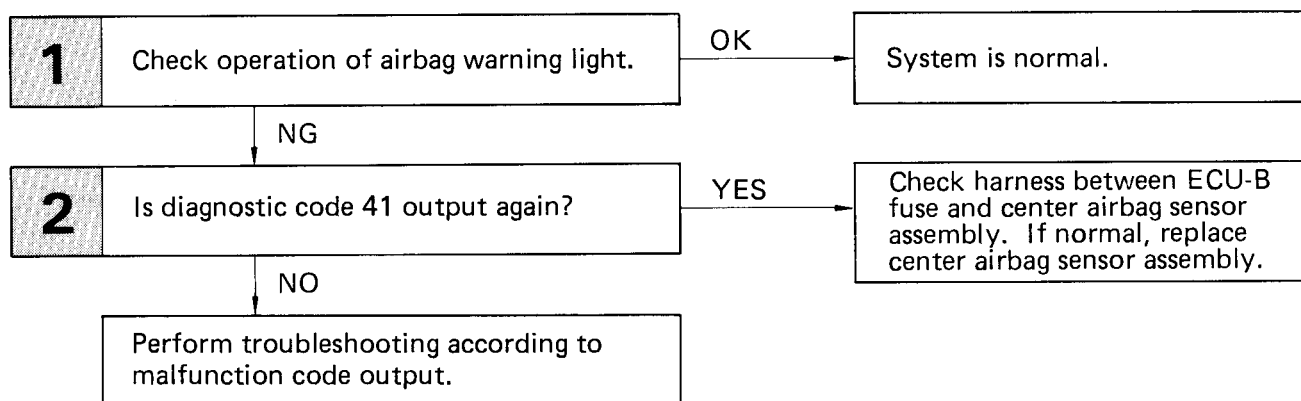 1
Check operation of airbag warning light.
OK
System is normal.
NG
2
Is diagnostic code 41 output again?
YES
Check harness between ECU-B
fuse and center airbag sensor
assembly. If normal, replace
center airbag sensor assembly.
NO
Perform troubleshooting according to
malfunction code output.